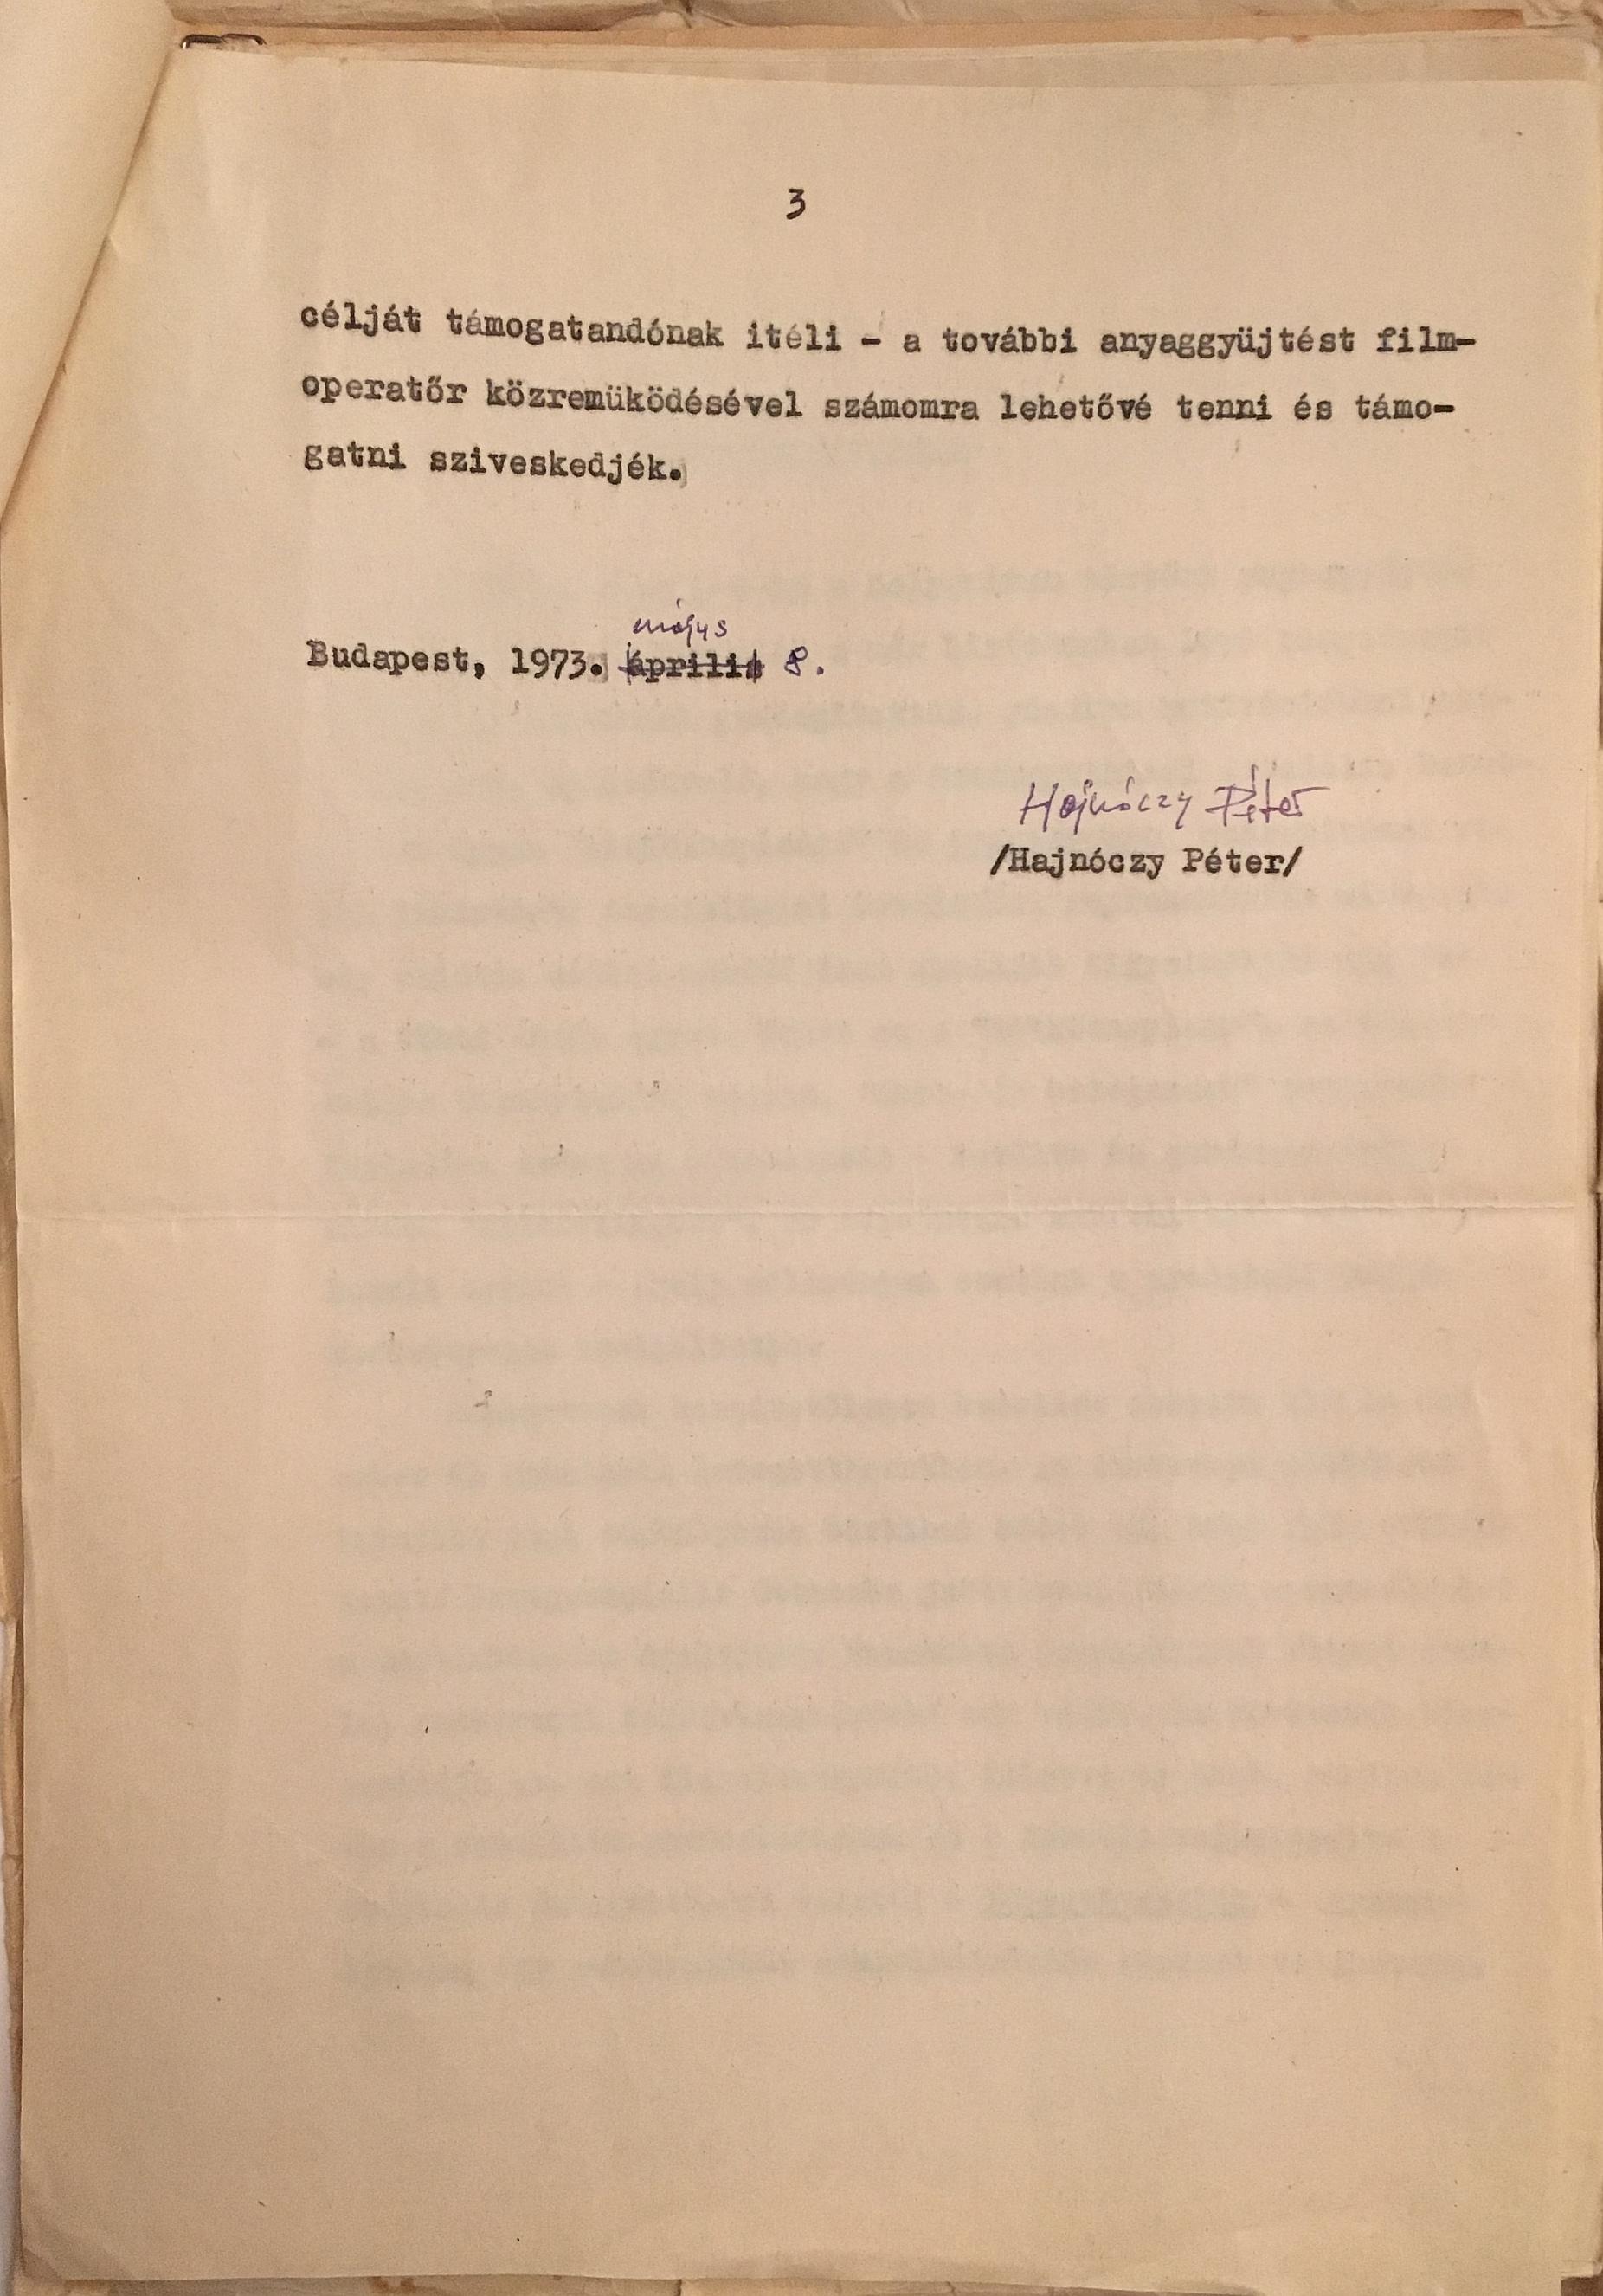 3
célját támogatandónak itéli - a további anyaggyüjtést film-
operatőr közremüködésével számomra lehetővé tenni és támo-
gatni sziveskedjék.
május
Budapest, 1973. április 8.
Hajnóczy Péter
/Hajnóczy Péter/